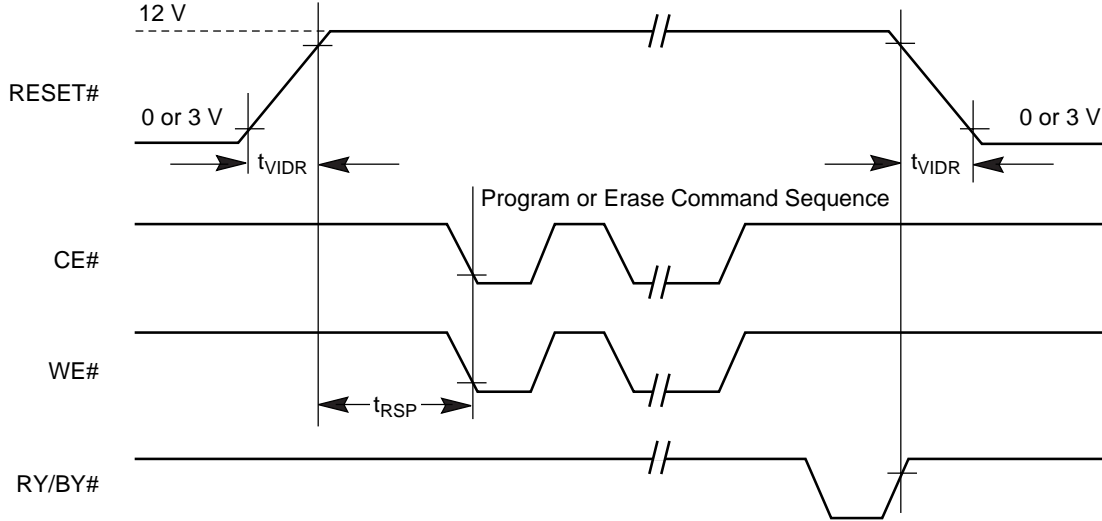 12 V
RESET#
0 or 3 V
0 or 3 V
tVIDR
tVIDR
Program or Erase Command Sequence
CE#
WE#
tRSP
RY/BY#